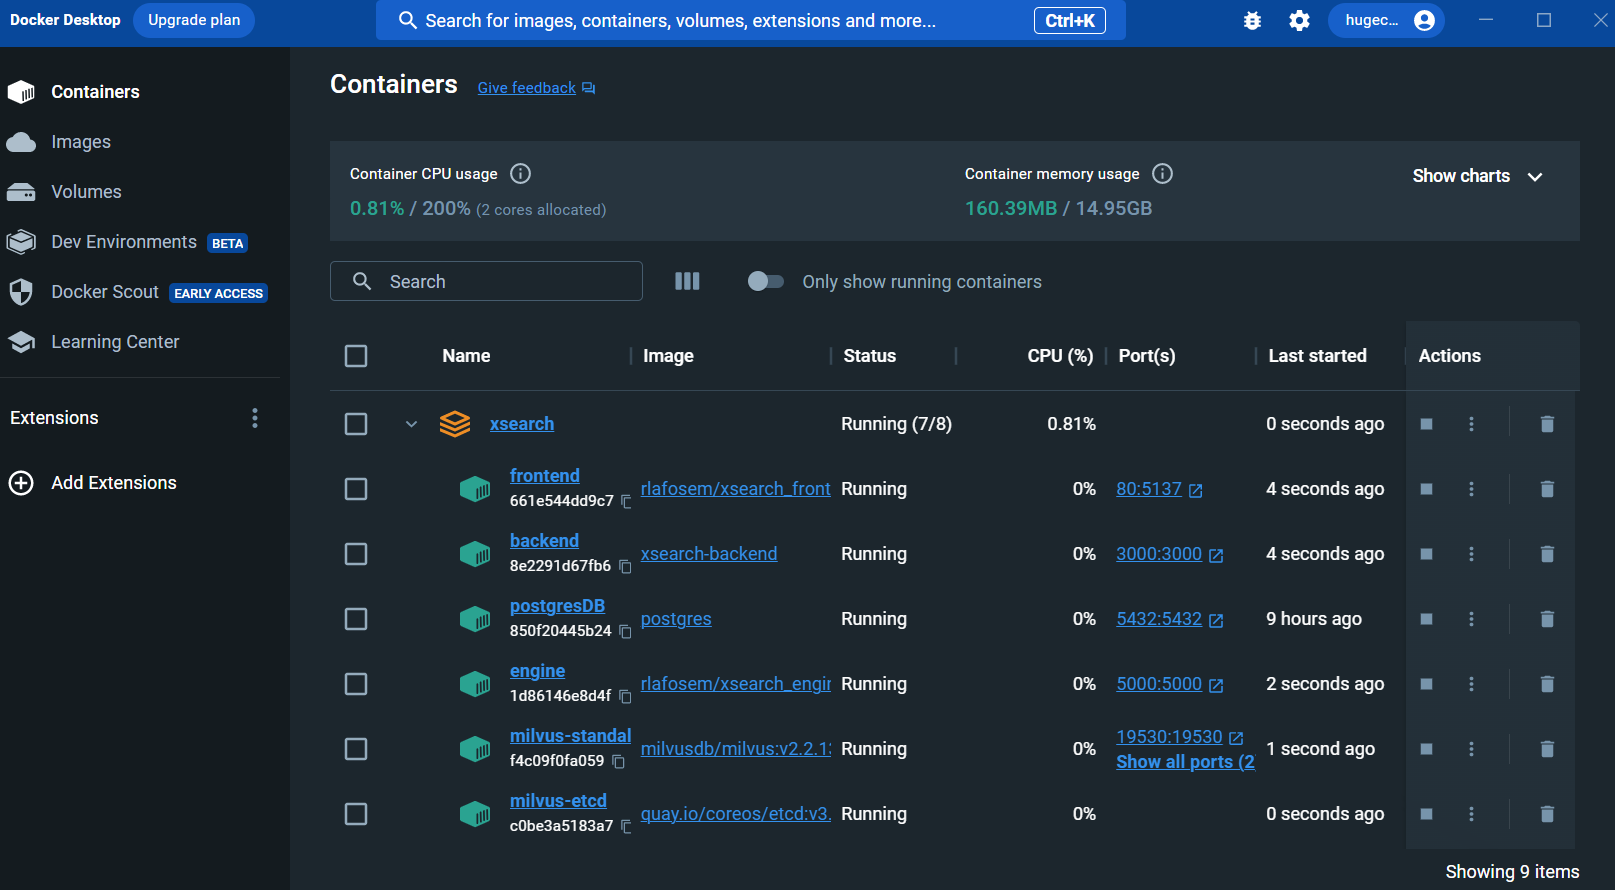 Docker Desktop Upgrade plan Search for images, containers, volumes, extensions and more... Ctrl+K hugec...
Containers
Images
Volumes
Dev Environments BETA
Docker Scout EARLY ACCESS
Learning Center
Extensions
Add Extensions
Containers Give feedback
Container CPU usage
0.81% / 200% (2 cores allocated)
Container memory usage
160.39MB / 14.95GB
Show charts
Search
Only show running containers
Name Image Status CPU (%) Port(s) Last started Actions
xsearch Running (7/8) 0.81% 0 seconds ago
frontend
661e544dd9c7 rlafosem/xsearch_front Running 0% 80:5137 4 seconds ago
backend
8e2291d67fb6 xsearch-backend Running 0% 3000:3000 4 seconds ago
postgresDB
850f20445b24 postgres Running 0% 5432:5432 9 hours ago
engine
1d86146e8d4f rlafosem/xsearch_engin Running 0% 5000:5000 2 seconds ago
milvus-standal
f4c09f0fa059 milvusdb/milvus:v2.2.13 Running 0% 19530:19530 1 second ago
Show all ports (2
milvus-etcd
c0be3a5183a7 quay.io/coreos/etcd:v3. Running 0% 0 seconds ago
Showing 9 items